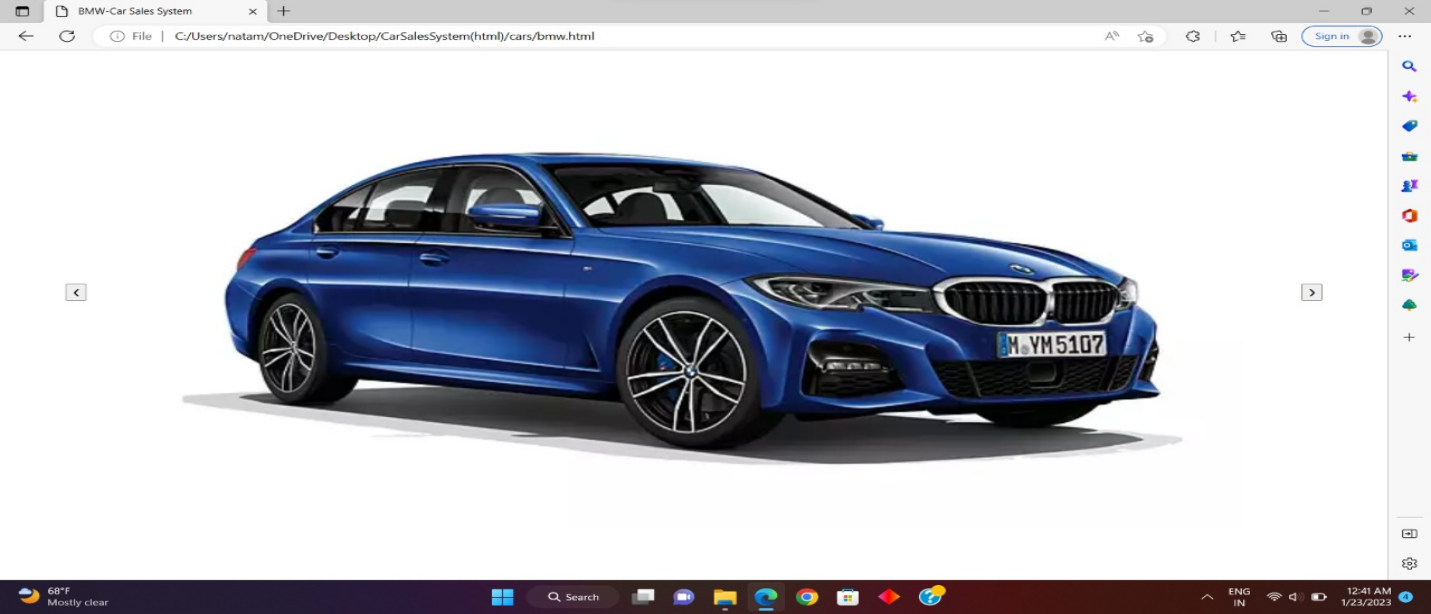 BMW-Car Sales System
File
C:/Users/natam/OneDrive/Desktop/CarSalesSystem(html)/cars/bmw.html
Sign in
M YM 5107
68°F
Mostly clear
Search
ENG
IN
12:41 AM
1/23/2023
4